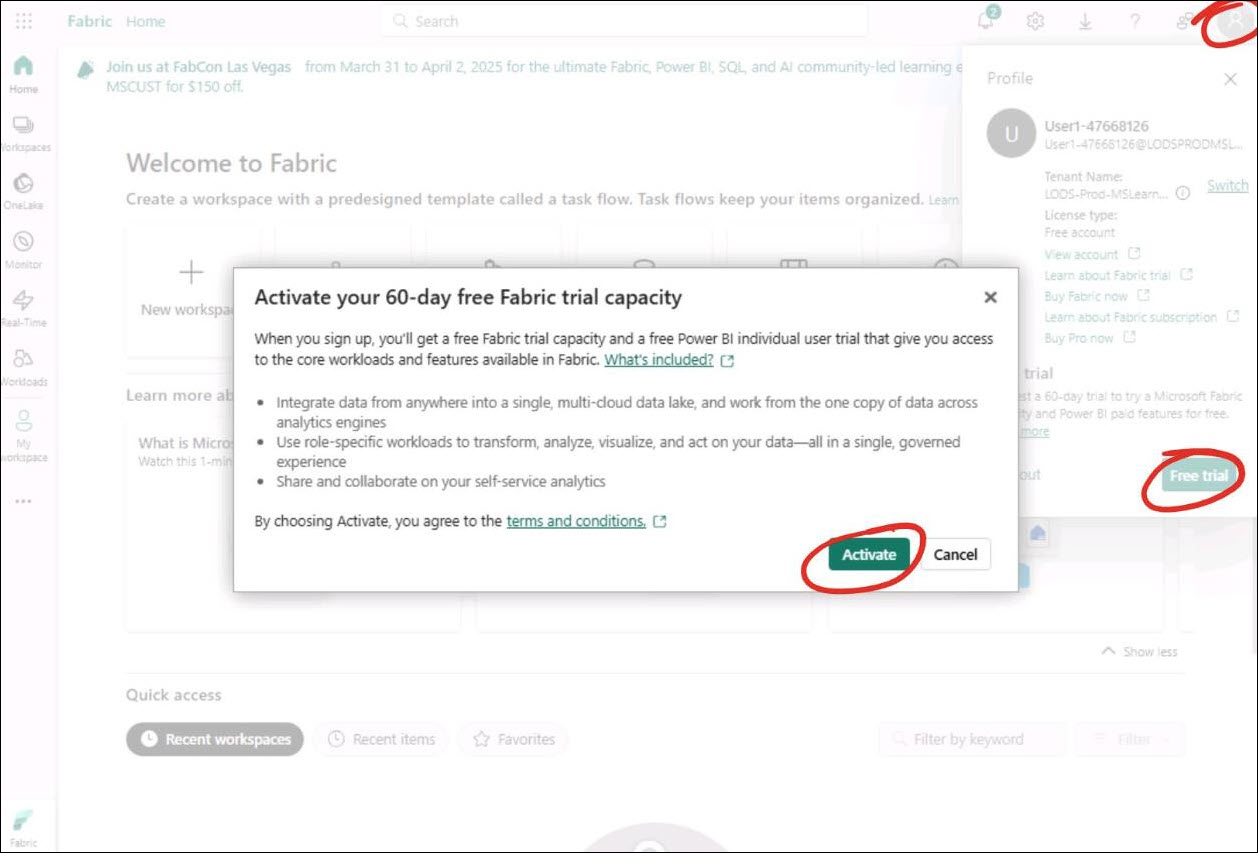 Fabric Home
Search
2
Home
Workspaces
OneLake
Monitor
Real-Time
Workloads
My
workspace
Fabric
Join us at FabCon Las Vegas from March 31 to April 2, 2025 for the ultimate Fabric, Power BI, SQL, and AI community-led learning e
MSCUST for $150 off.
Welcome to Fabric
Create a workspace with a predesigned template called a task flow. Task flows keep your items organized. Learn
New workspa
Learn more ab
What is Micro
Watch this 1-min
Profile
U
User1-47668126
User1-47668126@LODSPRODMSL...
Tenant Name:
LODS-Prod-MSLearn...
Switch
License type:
Free account
View account
Learn about Fabric trial
Buy Fabric now
Learn about Fabric subscription
Buy Pro now
trial
st a 60-day trial to try a Microsoft Fabric
ty and Power BI paid features for free.
more
out
Free trial
Activate your 60-day free Fabric trial capacity
When you sign up, you'll get a free Fabric trial capacity and a free Power BI individual user trial that give you access
to the core workloads and features available in Fabric. What's included?
• Integrate data from anywhere into a single, multi-cloud data lake, and work from the one copy of data across
analytics engines
• Use role-specific workloads to transform, analyze, visualize, and act on your data—all in a single, governed
experience
• Share and collaborate on your self-service analytics
By choosing Activate, you agree to the terms and conditions.
Activate
Cancel
Show less
Quick access
Recent workspaces
Recent items
Favorites
Filter by keyword
Filter